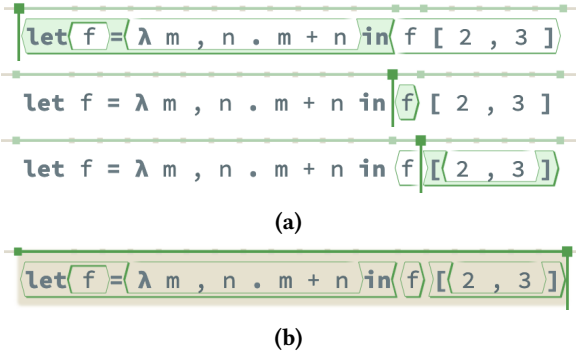 let f = λ m , n . m + n in f [ 2 , 3 ]
let f = λ m , n . m + n in f [ 2 , 3 ]
let f = λ m , n . m + n in f [ 2 , 3 ]
(a)
let f = λ m , n . m + n in f [ 2 , 3 ]
(b)